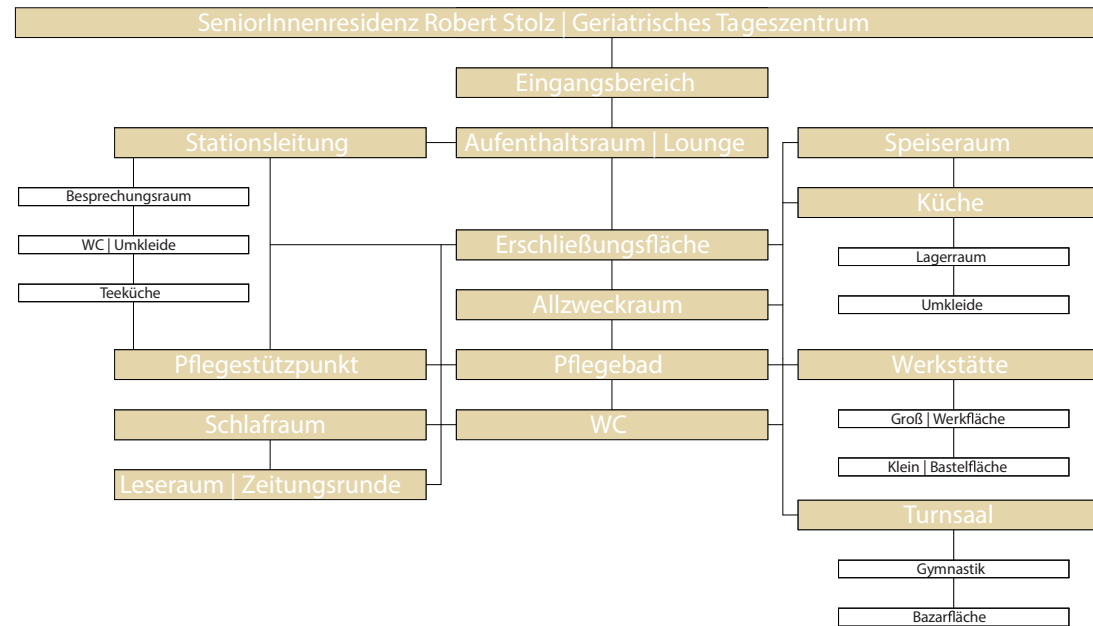 SeniorInnenresidenz Robert Stolz | Geriatrisches Tageszentrum
Eingangsbereich
Stationsleitung
Aufenthaltsraum | Lounge
Speiseraum
Besprechungsraum
Küche
WC | Umkleide
Erschließungsfläche
Lagerraum
Teeküche
Allzweckraum
Umkleide
Pflegestützpunkt
Pflegebad
Werkstätte
Schlafraum
WC
Groß | Werkfläche
Klein | Bastelfläche
Leseraum | Zeitungsrunde
Turnsaal
Gymnastik
Bazarfläche